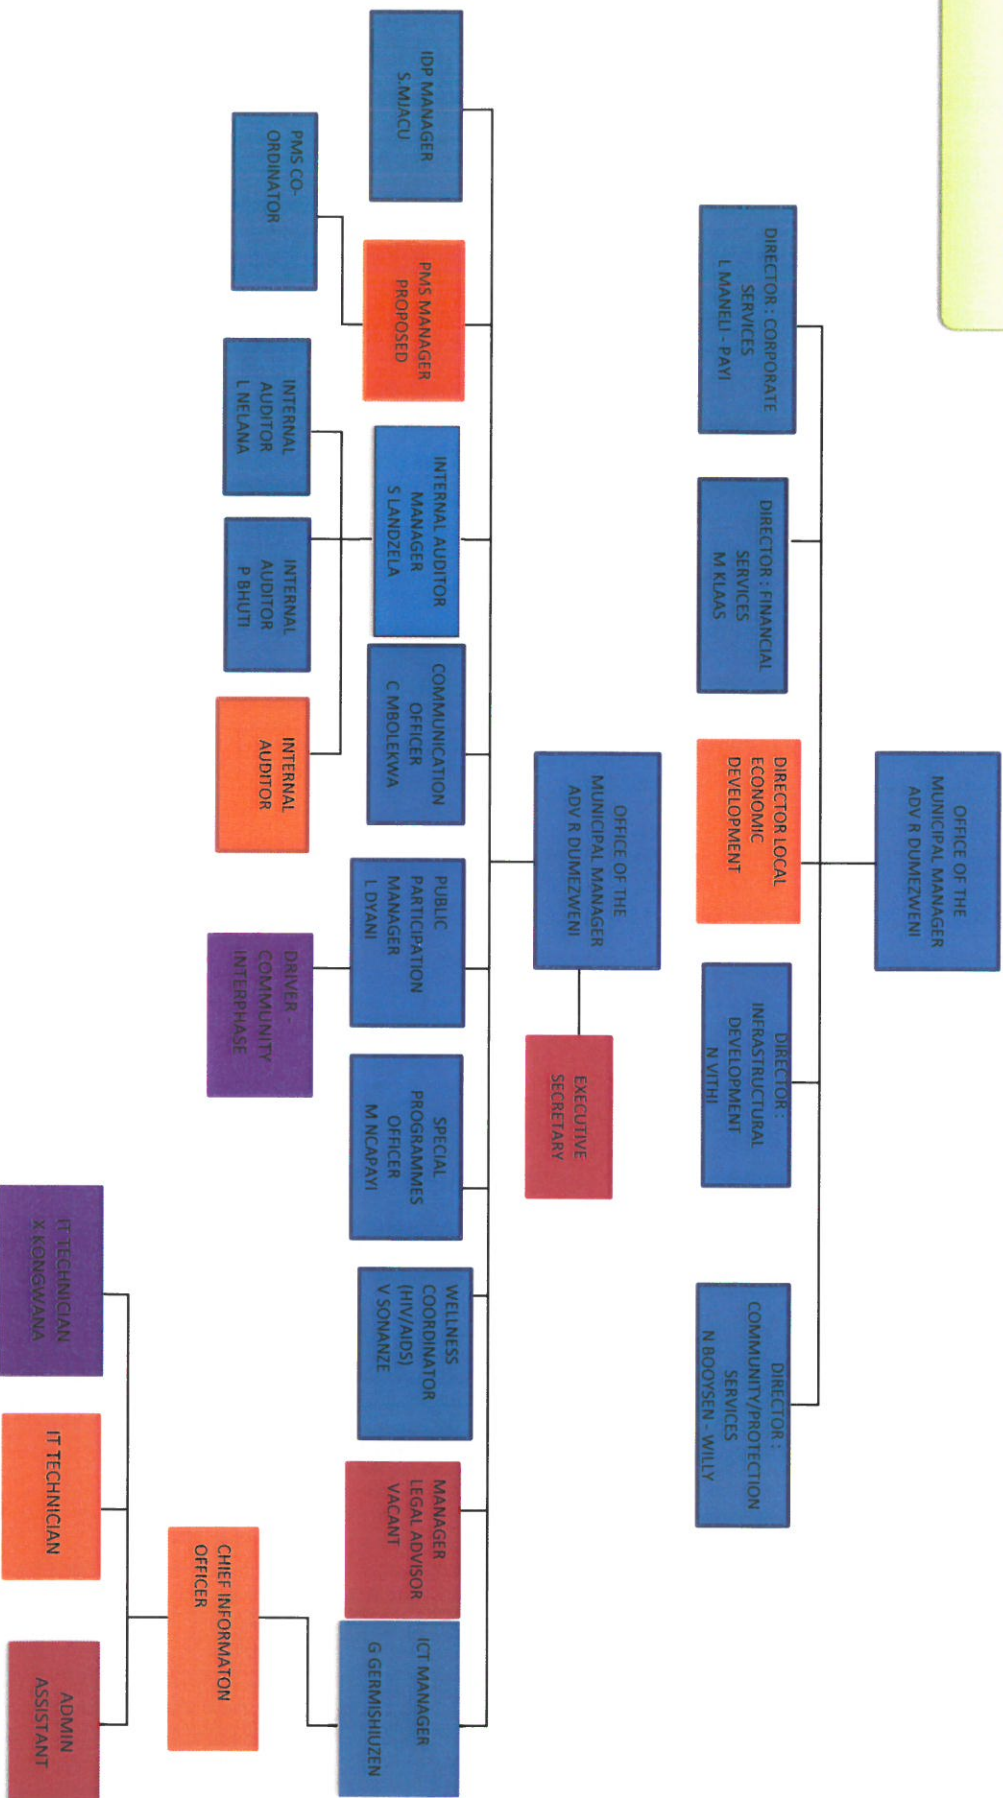 OFFICE OF THE
MUNICIPAL MANAGER
ADV R DUMEZWENI
DIRECTOR : CORPORATE
SERVICES
L MANELI - PAYI
DIRECTOR : FINANCIAL
SERVICES
M KLAAS
DIRECTOR LOCAL
ECONOMIC
DEVELOPMENT
DIRECTOR :
INFRASTRUCTURAL
DEVELOPMENT
N VITHI
DIRECTOR :
COMMUNITY/PROTECTION
SERVICES
N BOOYSEN - WILLY
OFFICE OF THE
MUNICIPAL MANAGER
ADV R DUMEZWENI
EXECUTIVE
SECRETARY
IDP MANAGER
S.MJACU
PMS MANAGER
PROPOSED
INTERNAL AUDITOR
MANAGER
S LANDZELA
COMMUNICATION
OFFICER
C MBOLEKWA
PUBLIC
PARTICIPATION
MANAGER
L DYANI
SPECIAL
PROGRAMMES
OFFICER
M NCAPAYI
WELLNESS
COORDINATOR
(HIV/AIDS)
V SONANZE
MANAGER
LEGAL ADVISOR
VACANT
ICT MANAGER
G GERMISHIUZEN
PMS CO-
ORDINATOR
INTERNAL
AUDITOR
L NELANA
INTERNAL
AUDITOR
P BHUTI
INTERNAL
AUDITOR
DRIVER -
COMMUNITY
INTERPHASE
CHIEF INFORMATON
OFFICER
IT TECHNICIAN
X KONGWANA
IT TECHNICIAN
ADMIN
ASSISTANT